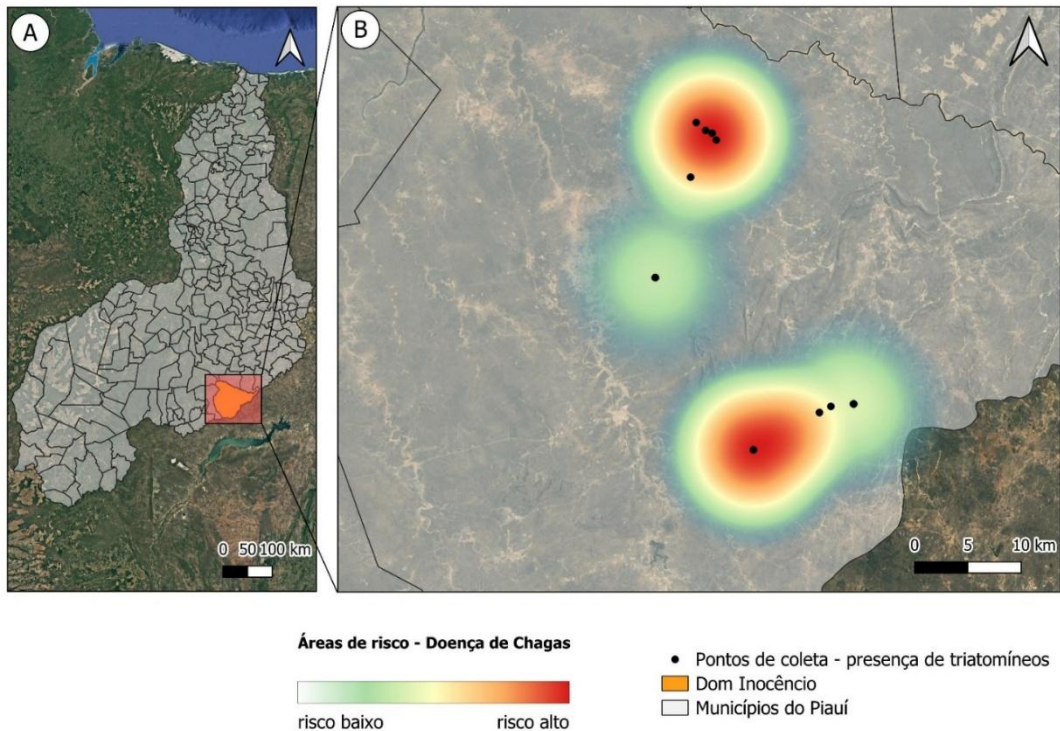 A
B
0 50 100 km
0 5 10 km
Áreas de risco - Doença de Chagas
risco baixo risco alto
Pontos de coleta - presença de triatomíneos
Dom Inocêncio
Municípios do Piauí